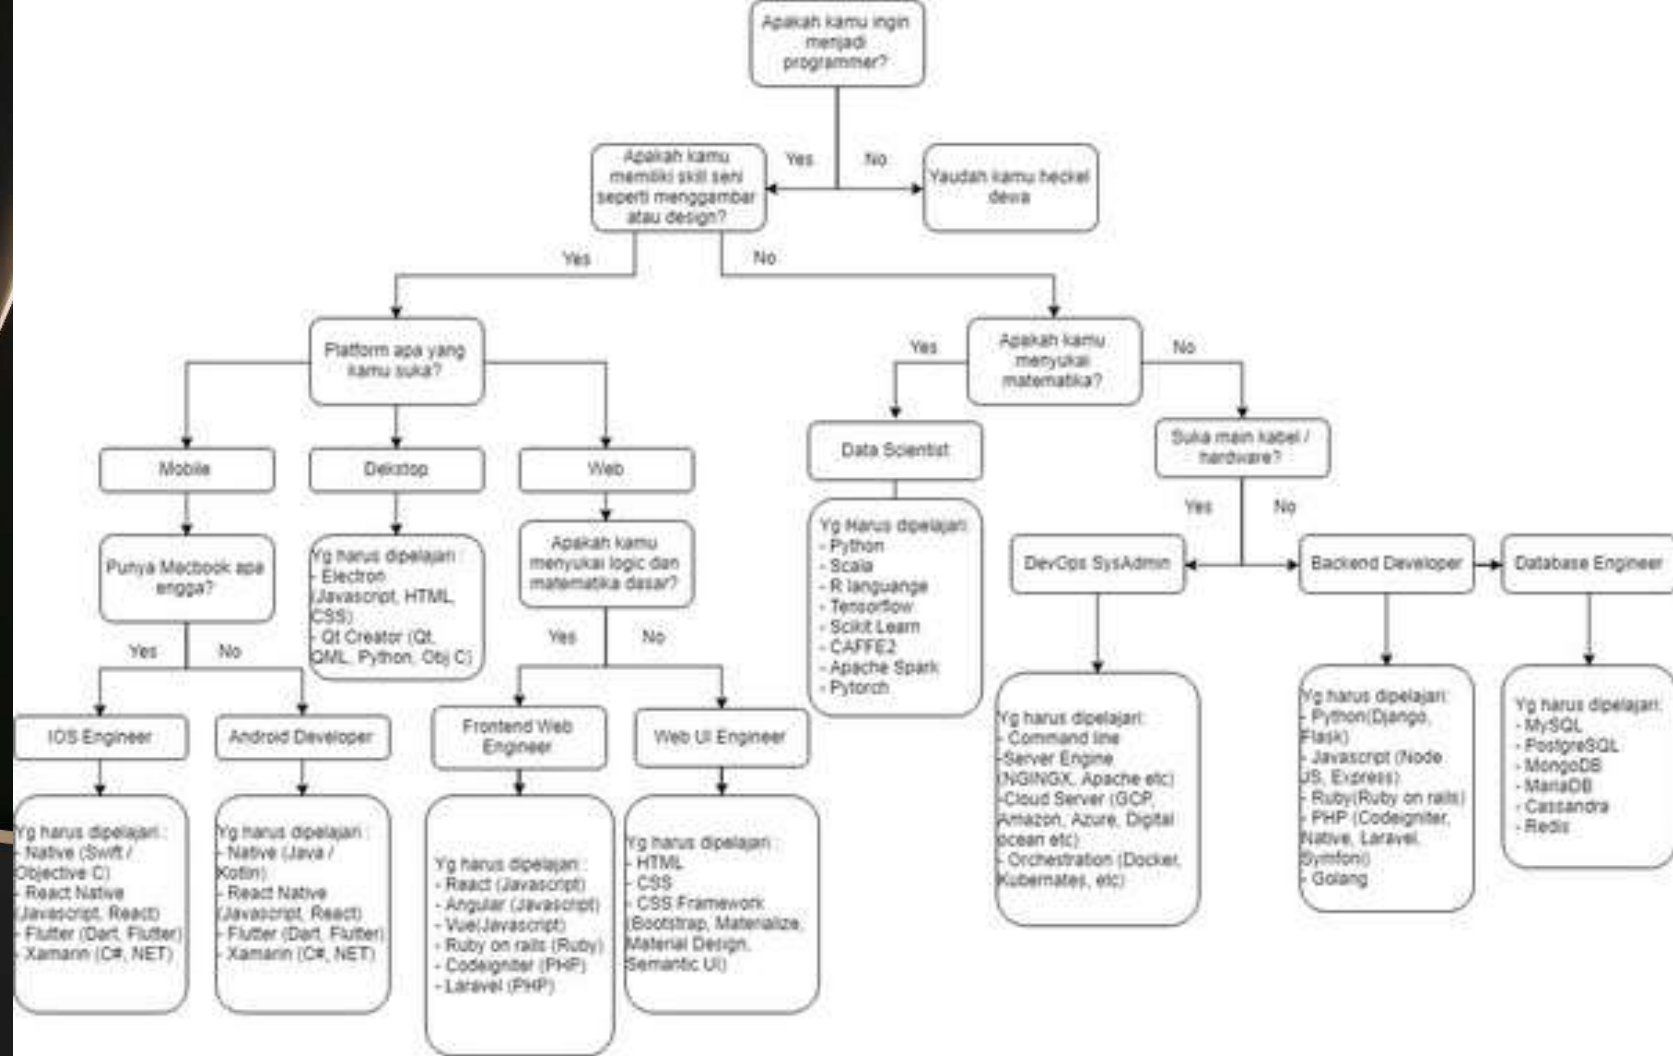 Apakah kamu ingin
menjadi
programmer?
Yes
No
Apakah kamu
memiliki skill seni
seperti menggambar
atau design?
Yaudah kamu heckel
dewa
Yes
No
Platform apa yang
kamu suka?
Apakah kamu
menyukai
matematika?
Yes
No
Mobile
Dekstop
Web
Data Scientist
Suka main kabel /
hardware?
Yes
No
Punya Macbook apa
engga?
Yg harus dipelajari :
- Electron
(Javascript, HTML,
CSS)
- Qt Creator (Qt,
QML, Python, Obj C)
Apakah kamu
menyukai logic dan
matematika dasar?
Yg Harus dipelajari:
- Python
- Scala
- R languange
- Tensorflow
- Scikit Learn
- CAFFE2
- Apache Spark
- Pytorch
DevOps SysAdmin
Backend Developer
Database Engineer
Yes
No
Yes
No
IOS Engineer
Android Developer
Frontend Web
Engineer
Web UI Engineer
Yg harus dipelajari:
- Command line
-Server Engine
(NGINGX, Apache etc)
-Cloud Server (GCP,
Amazon, Azure, Digital
ocean etc)
- Orchestration (Docker,
Kubernates, etc)
Yg harus dipelajari:
- Python(Django,
Flask)
- Javascript (Node
JS, Express)
- Ruby(Ruby on rails)
- PHP (Codeigniter,
Native, Laravel,
Symfoni)
- Golang
Yg harus dipelajari:
- MySQL
- PostgreSQL
- MongoDB
- MariaDB
- Cassandra
- Redis
Yg harus dipelajari :
- Native (Swift /
Objective C)
- React Native
(Javascript, React)
- Flutter (Dart, Flutter)
- Xamarin (C#, NET)
Yg harus dipelajari :
- Native (Java /
Kotlin)
- React Native
(Javascript, React)
- Flutter (Dart, Flutter)
- Xamarin (C#, NET)
Yg harus dipelajari :
- React (Javascript)
- Angular (Javascript)
- Vue(Javascript)
- Ruby on rails (Ruby)
- Codeigniter (PHP)
- Laravel (PHP)
Yg harus dipelajari :
- HTML
- CSS
- CSS Framework
(Bootstrap, Materialize,
Material Design,
Semantic UI)